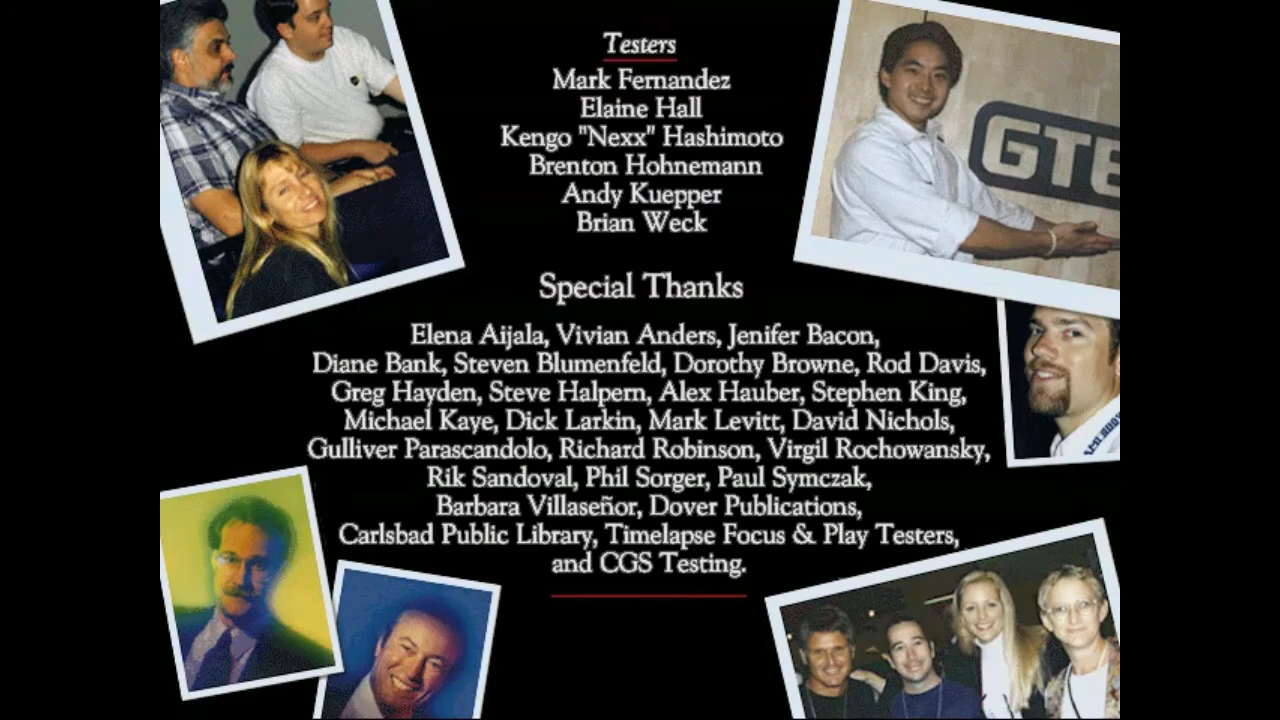 Testers
Mark Fernandez
Elaine Hall
Kengo "Nexx" Hashimoto
Brenton Hohnemann
Andy Kuepper
Brian Weck
GTE
Special Thanks
Elena Aijala, Vivian Anders, Jenifer Bacon,
Diane Bank, Steven Blumenfeld, Dorothy Browne, Rod Davis,
Greg Hayden, Steve Halpern, Alex Hauber, Stephen King,
Michael Kaye, Dick Larkin, Mark Levitt, David Nichols,
Gulliver Parascandolo, Richard Robinson, Virgil Rochowansky,
Rik Sandoval, Phil Sorger, Paul Symczak,
Barbara Villaseñor, Dover Publications,
Carlsbad Public Library, Timelapse Focus & Play Testers,
and CGS Testing.